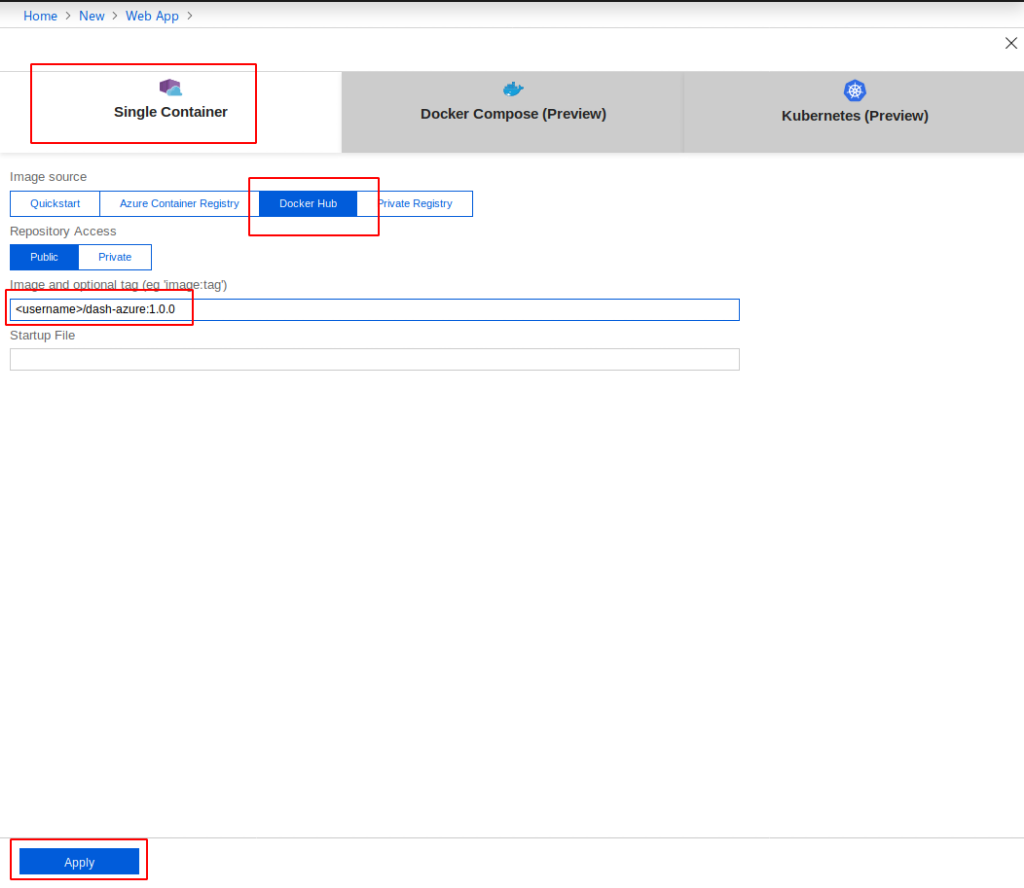 Home > New > Web App >
Single Container
Docker Compose (Preview)
Kubernetes (Preview)
Image source
Quickstart Azure Container Registry Docker Hub Private Registry
Repository Access
Public Private
Image and optional tag (eg 'image:tag')
<username>/dash-azure:1.0.0
Startup File
Apply